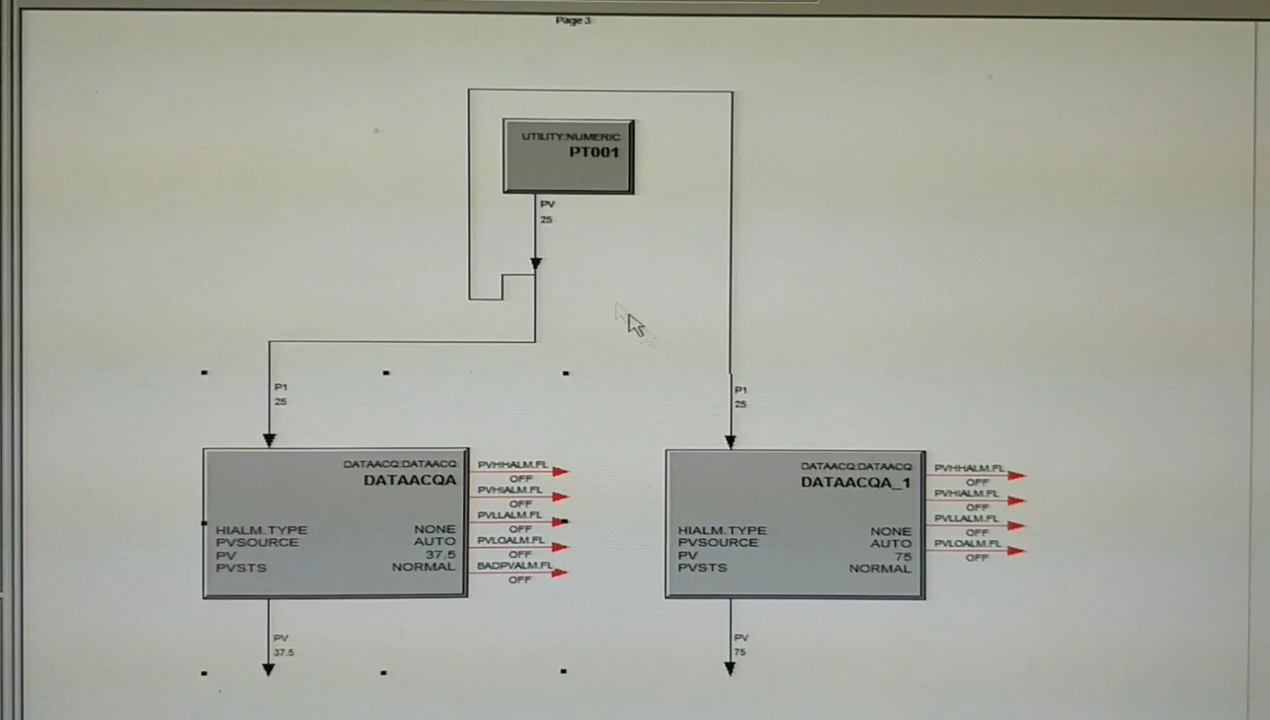 Page 3
UTILITY:NUMERIC
PT001
PV
25
P1
25
P1
25
DATAACQ:DATAACQ
DATAACQA
HIALM.TYPE NONE
PVSOURCE AUTO
PV 37.5
PVSTS NORMAL
PVHHALM.FL
OFF
PVHIALM.FL
OFF
PVLLALM.FL
OFF
PVLOALM.FL
OFF
BADPVALM.FL
OFF
PV
37.5
DATAACQ:DATAACQ
DATAACQA_1
HIALM.TYPE NONE
PVSOURCE AUTO
PV 75
PVSTS NORMAL
PVHHALM.FL
OFF
PVHIALM.FL
OFF
PVLLALM.FL
OFF
PVLOALM.FL
OFF
PV
75